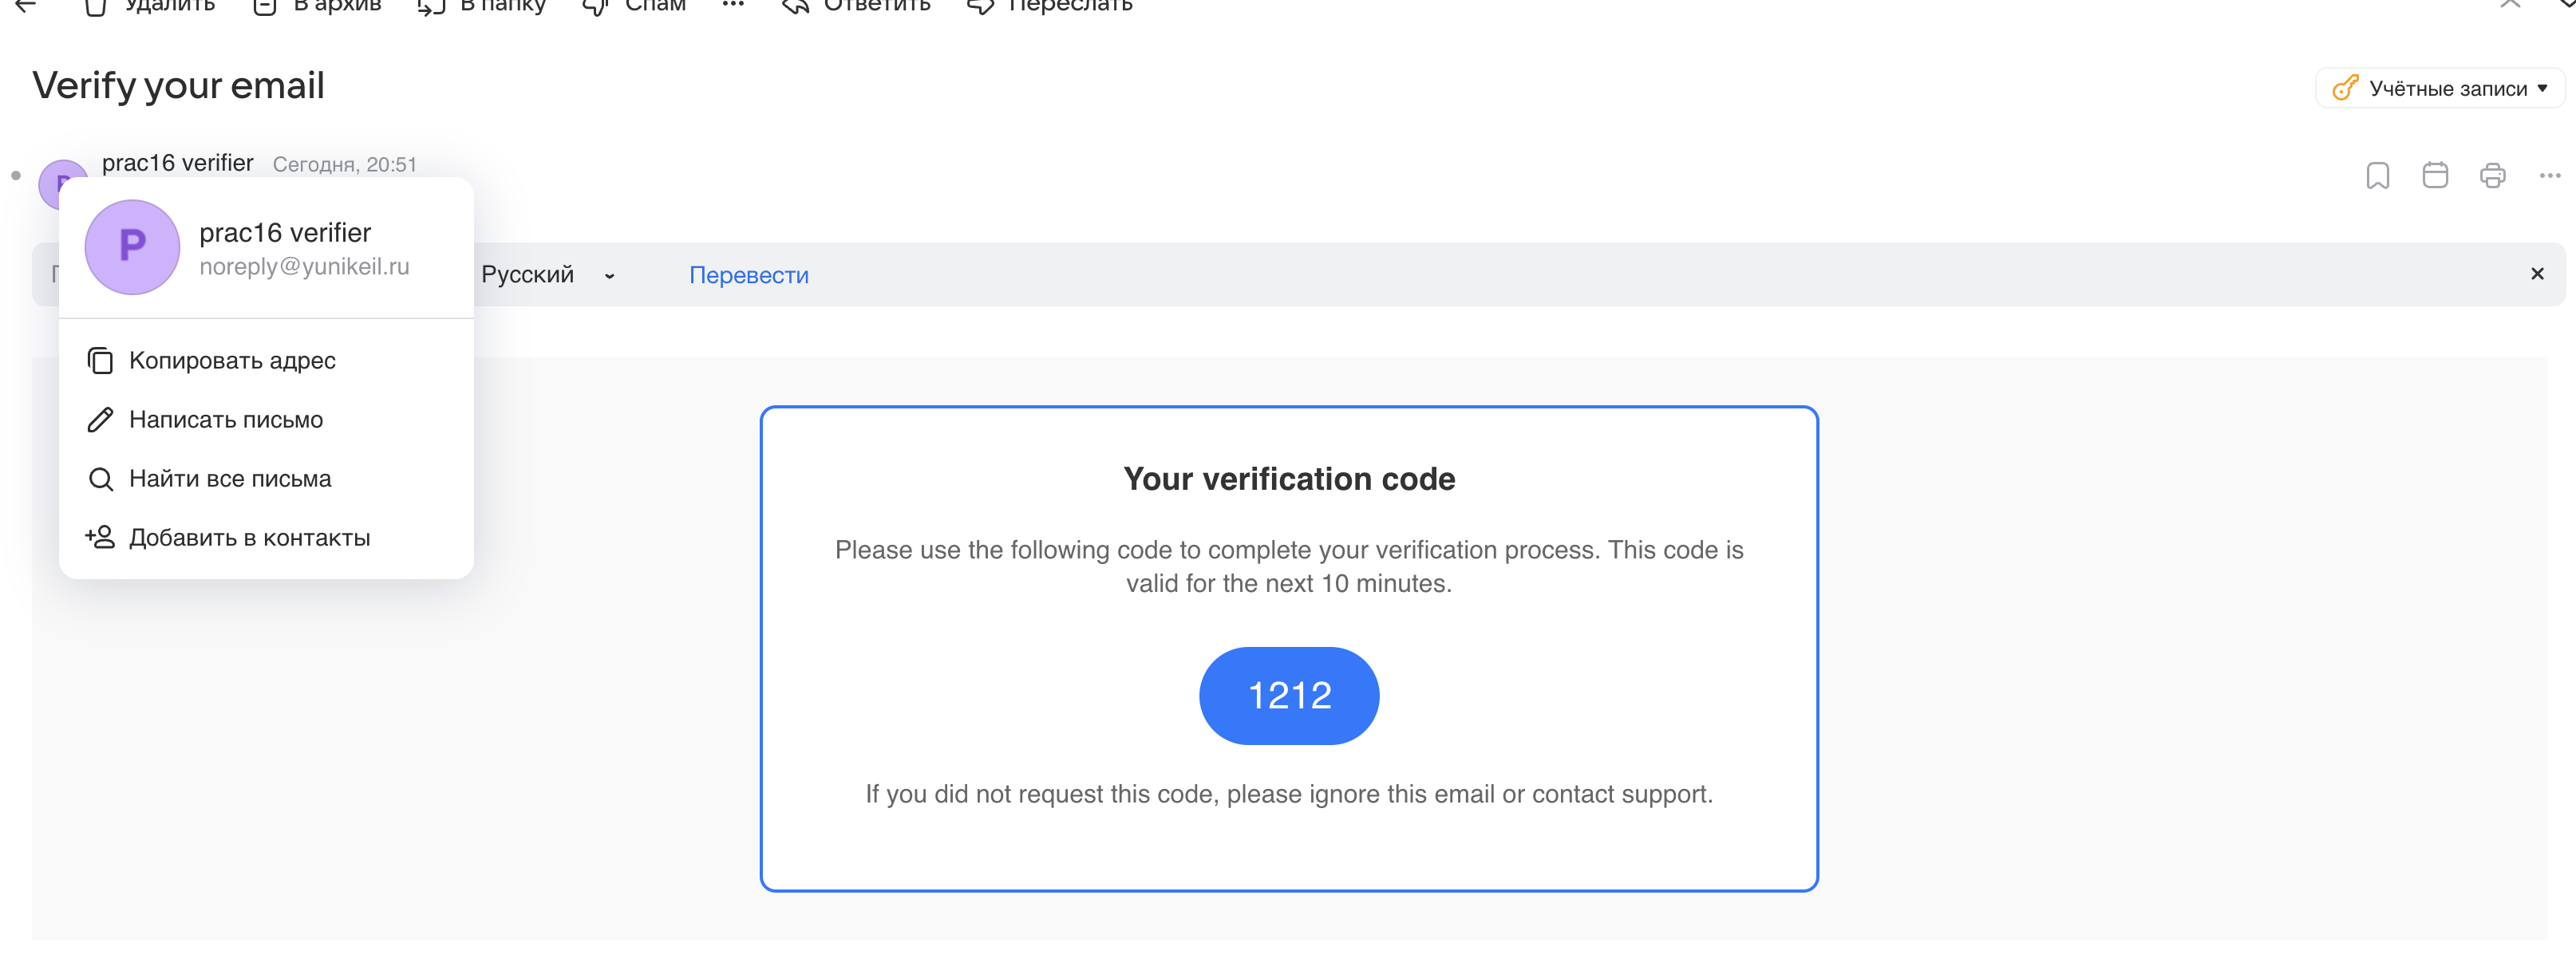 Удалить В архив В папку Спам Ответить Переслать
Verify your email
Учётные записи
prac16 verifier Сегодня, 20:51
P
prac16 verifier
noreply@yunikeil.ru
Русский Перевести
Копировать адрес
Написать письмо
Найти все письма
Добавить в контакты
Your verification code
Please use the following code to complete your verification process. This code is
valid for the next 10 minutes.
1212
If you did not request this code, please ignore this email or contact support.